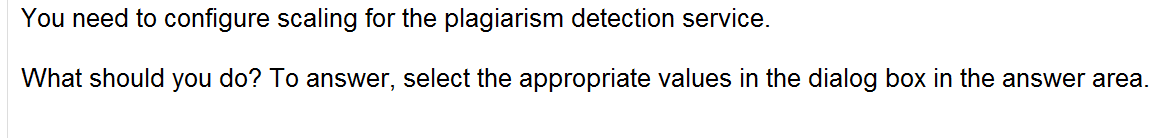 You need to configure scaling for the plagiarism detection service.
What should you do? To answer, select the appropriate values in the dialog box in the answer area.